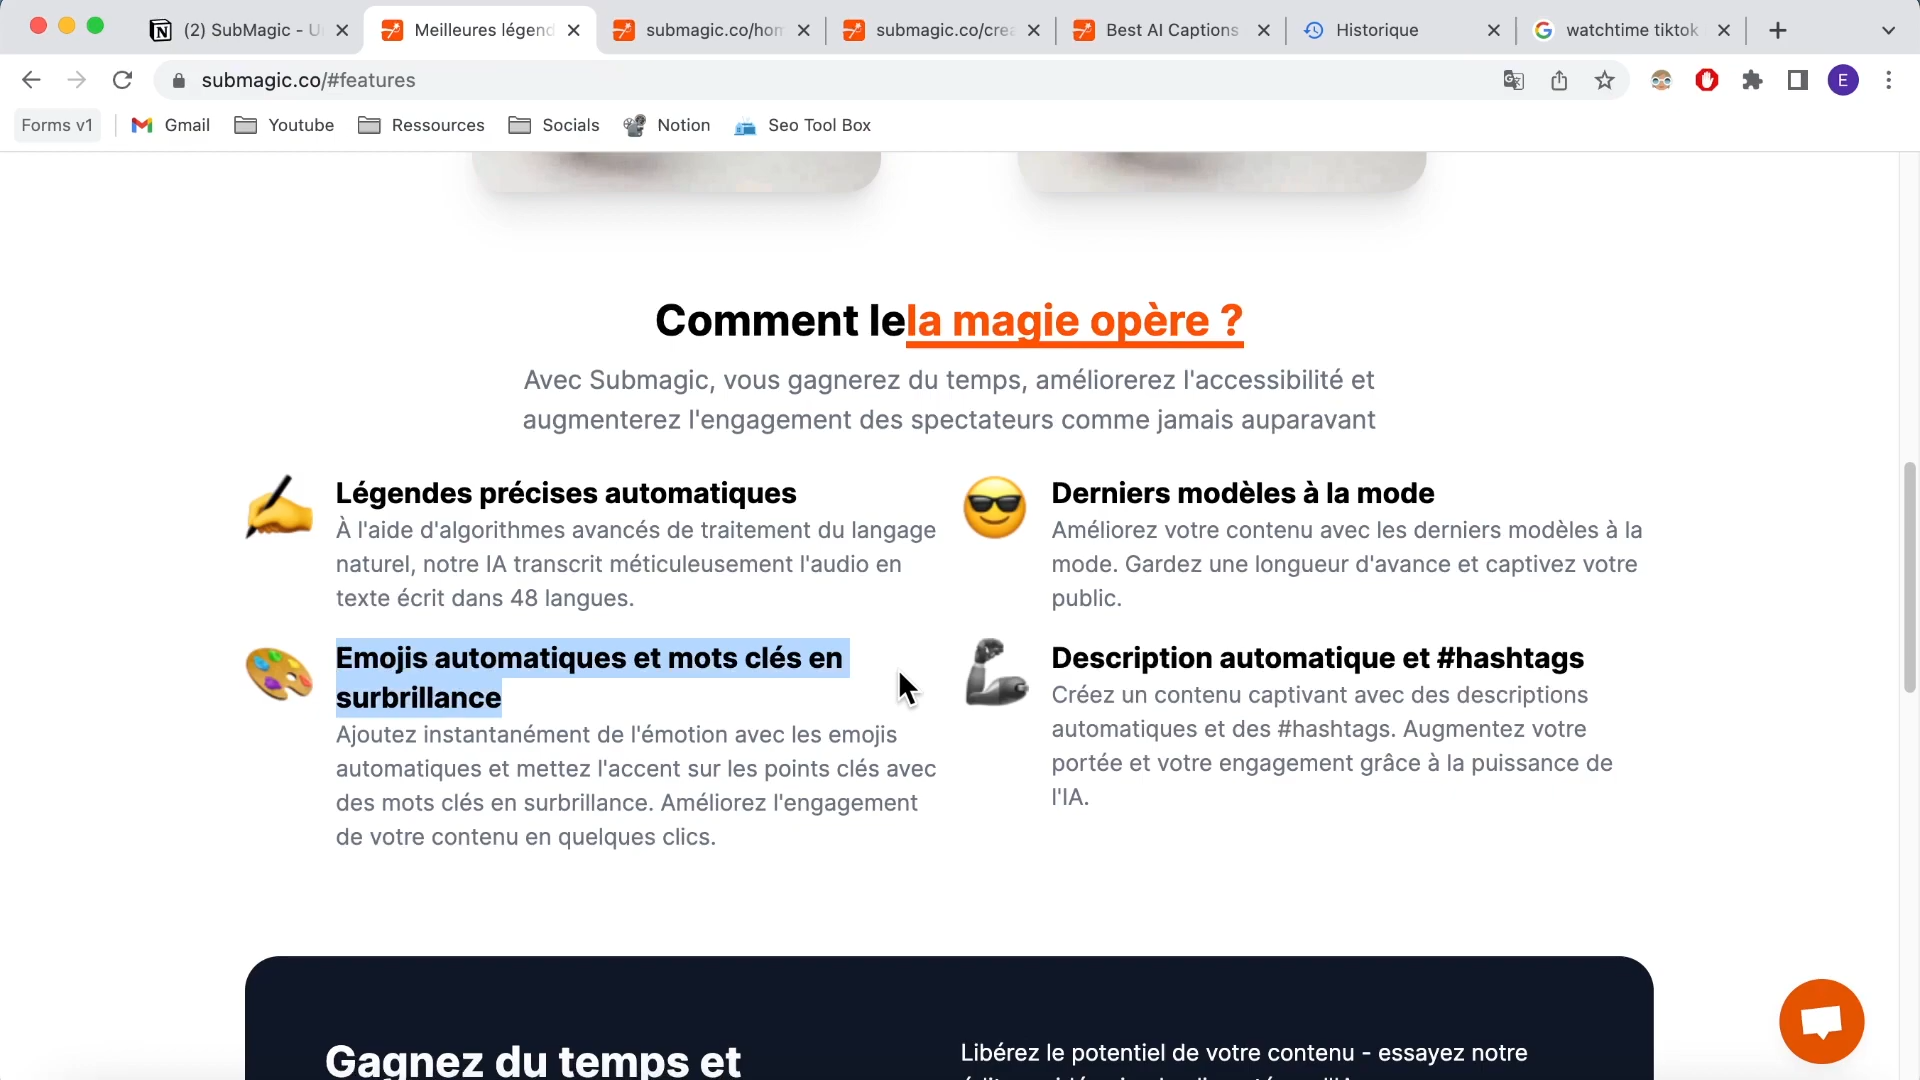 (2) SubMagic - U
Meilleures légend
submagic.co/hom
submagic.co/crea
Best AI Captions
Historique
watchtime tiktok
submagic.co/#features
E
Forms v1
Gmail
Youtube
Ressources
Socials
Notion
Seo Tool Box
Comment lela magie opère ?
Avec Submagic, vous gagnerez du temps, améliorerez l'accessibilité et
augmenterez l'engagement des spectateurs comme jamais auparavant
Légendes précises automatiques
À l'aide d'algorithmes avancés de traitement du langage
naturel, notre IA transcrit méticuleusement l'audio en
texte écrit dans 48 langues.
Derniers modèles à la mode
Améliorez votre contenu avec les derniers modèles à la
mode. Gardez une longueur d'avance et captivez votre
public.
Emojis automatiques et mots clés en
surbrillance
Ajoutez instantanément de l'émotion avec les emojis
automatiques et mettez l'accent sur les points clés avec
des mots clés en surbrillance. Améliorez l'engagement
de votre contenu en quelques clics.
Description automatique et #hashtags
Créez un contenu captivant avec des descriptions
automatiques et des #hashtags. Augmentez votre
portée et votre engagement grâce à la puissance de
l'IA.
Gagnez du temps et
Libérez le potentiel de votre contenu - essayez notre